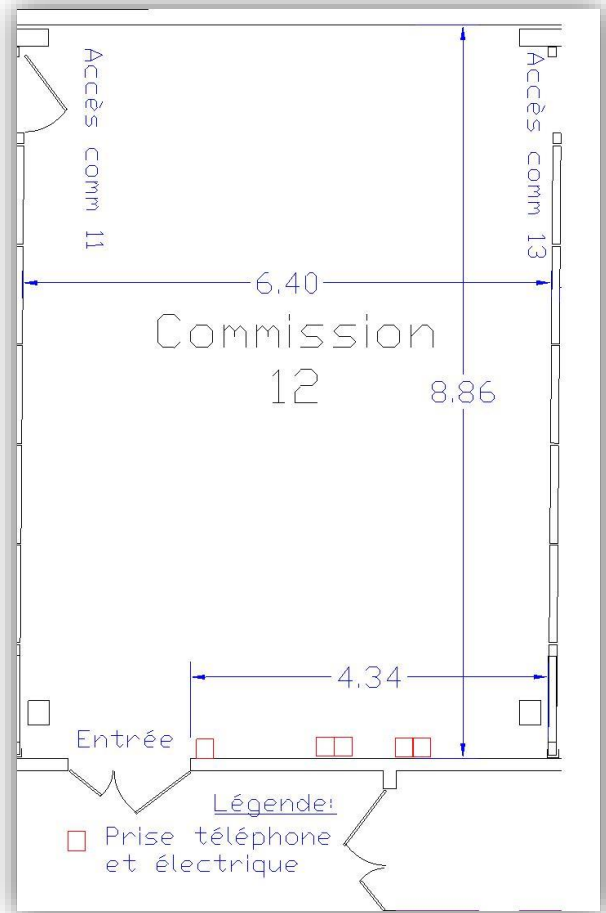 Accès comm 11
Accès comm 13
6.40
Commission
12
8.86
4.34
Entrée
Légende:
Prise téléphone
et électrique